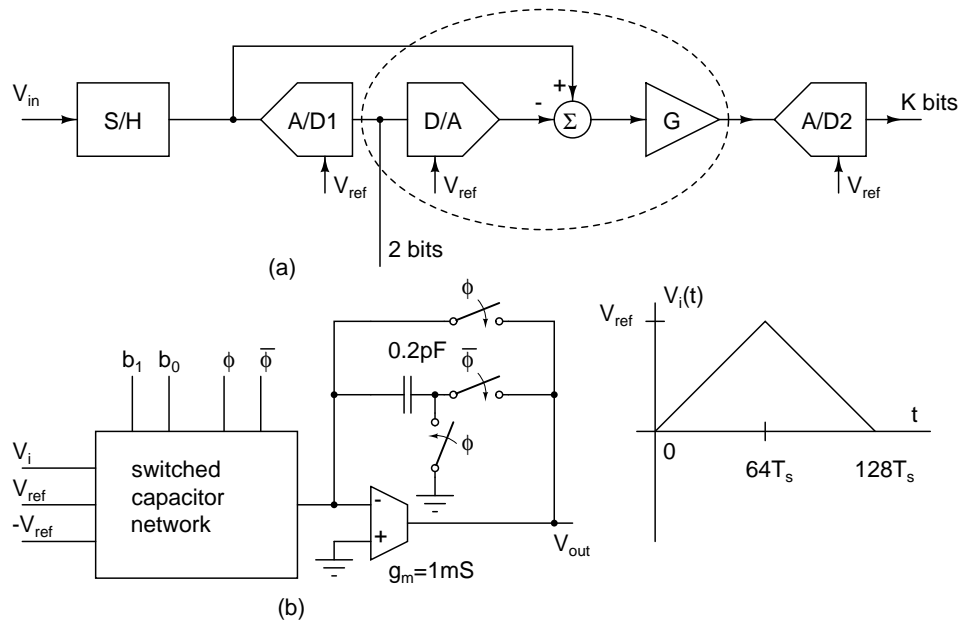 V_in
S/H
A/D1
D/A
+
-
Σ
G
A/D2
K bits
V_ref
V_ref
V_ref
2 bits
(a)
b_1 b_0 ϕ ϕ̅
V_i
V_ref
-V_ref
switched
capacitor
network
ϕ
0.2pF
ϕ̅
ϕ
-
+
g_m=1mS
V_out
(b)
V_i(t)
V_ref
t
0
64T_s
128T_s